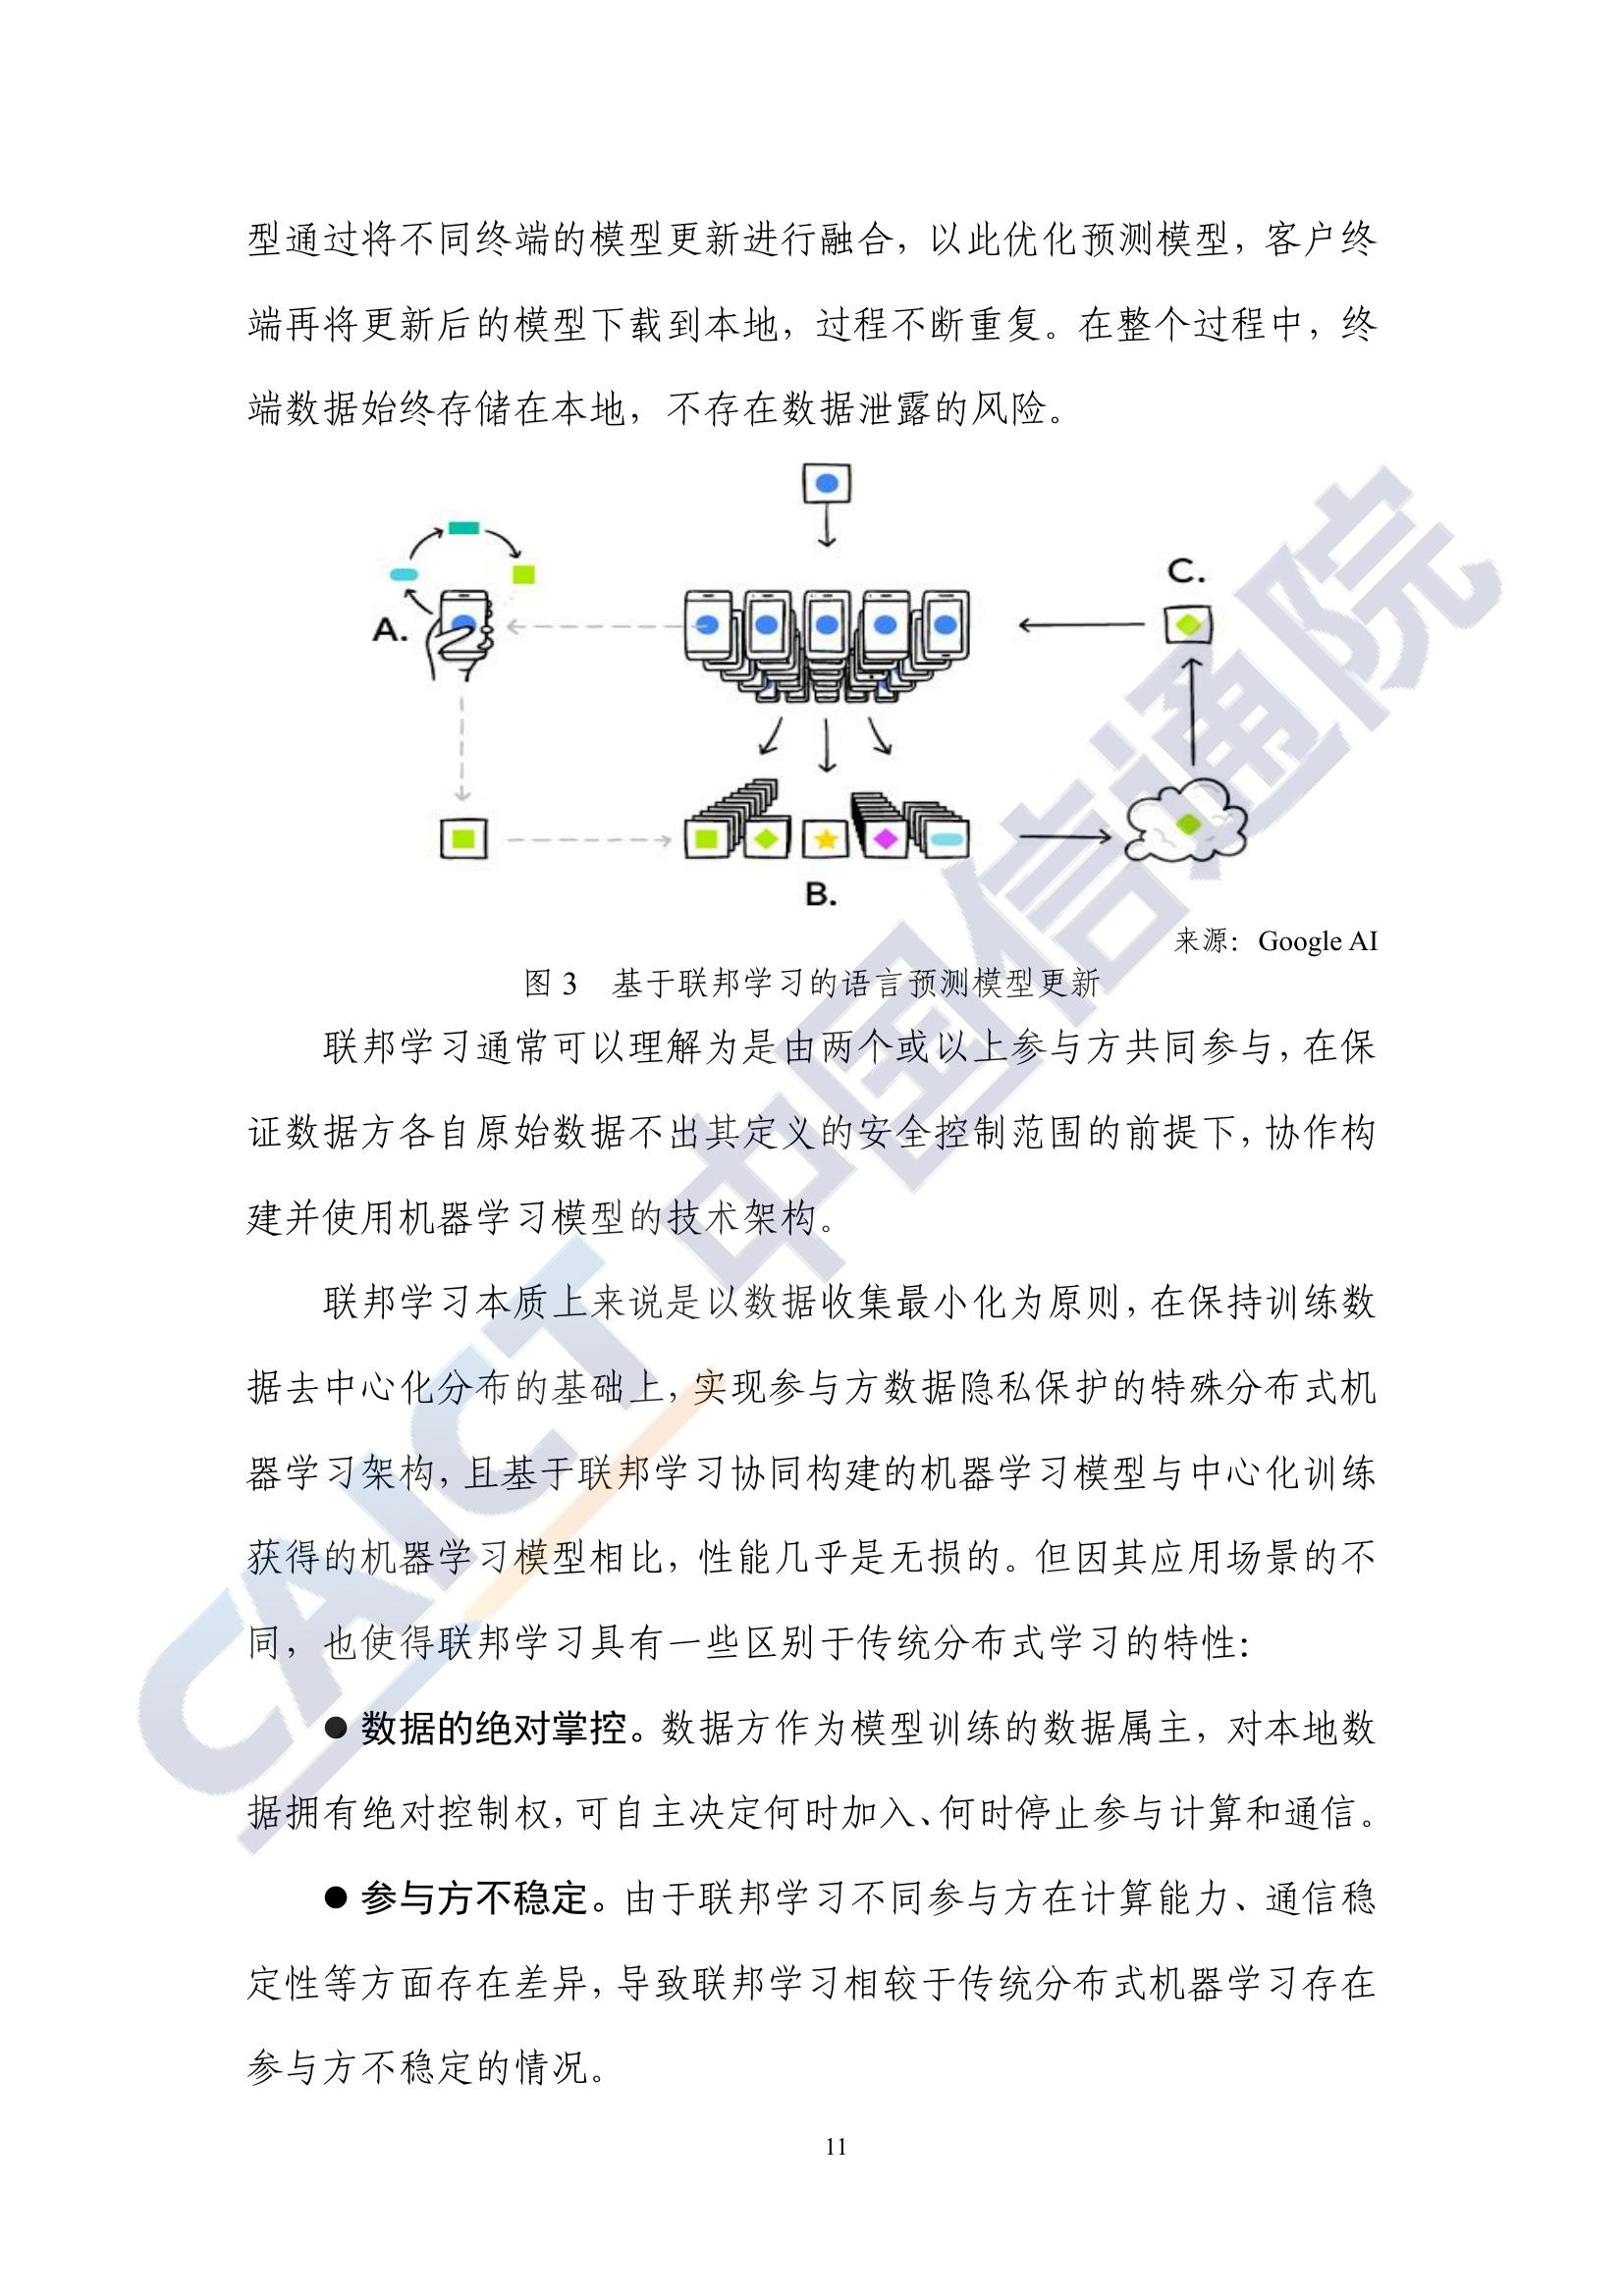 型通过将不同终端的模型更新进行融合，以此优化预测模型，客户终
端再将更新后的模型下载到本地，过程不断重复。在整个过程中，终
端数据始终存储在本地，不存在数据泄露的风险。
A.
C.
B.
来源：Google AI
图 3 基于联邦学习的语言预测模型更新
联邦学习通常可以理解为是由两个或以上参与方共同参与，在保
证数据方各自原始数据不出其定义的安全控制范围的前提下，协作构
建并使用机器学习模型的技术架构。
联邦学习本质上来说是以数据收集最小化为原则，在保持训练数
据去中心化分布的基础上，实现参与方数据隐私保护的特殊分布式机
器学习架构，且基于联邦学习协同构建的机器学习模型与中心化训练
获得的机器学习模型相比，性能几乎是无损的。但因其应用场景的不
同，也使得联邦学习具有一些区别于传统分布式学习的特性：
● 数据的绝对掌控。数据方作为模型训练的数据属主，对本地数
据拥有绝对控制权，可自主决定何时加入、何时停止参与计算和通信。
● 参与方不稳定。由于联邦学习不同参与方在计算能力、通信稳
定性等方面存在差异，导致联邦学习相较于传统分布式机器学习存在
参与方不稳定的情况。
11
CAICT 中国信通院